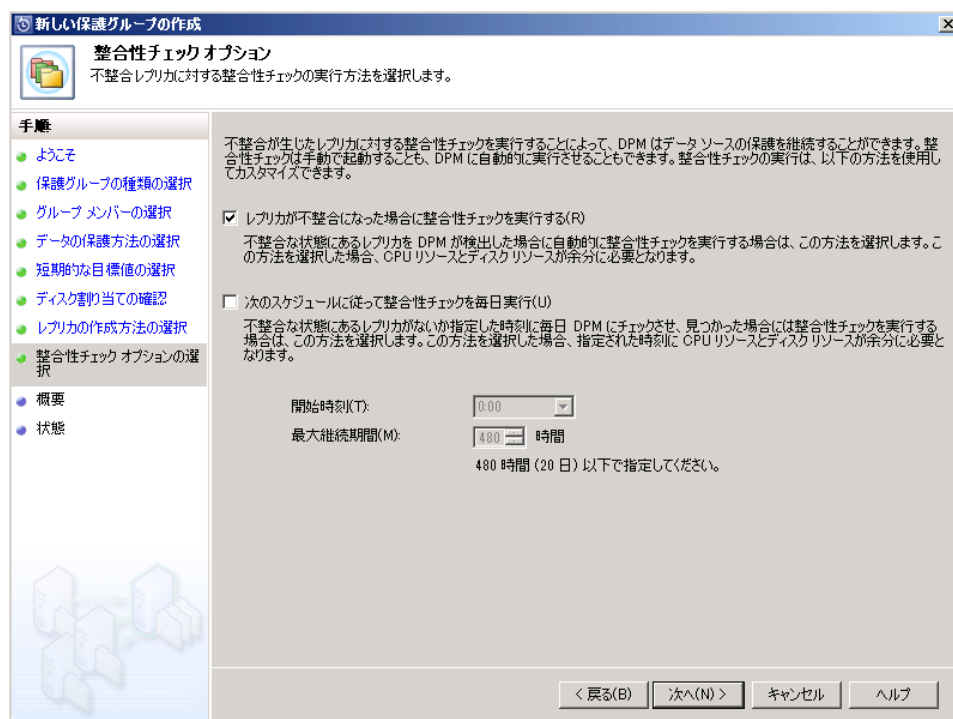 新しい保護グループの作成
整合性チェック オプション
不整合レプリカに対する整合性チェックの実行方法を選択します。
手順
ようこそ
保護グループの種類の選択
グループ メンバーの選択
データの保護方法の選択
短期的な目標値の選択
ディスク割り当ての確認
レプリカの作成方法の選択
整合性チェック オプションの選
択
概要
状態
不整合が生じたレプリカに対する整合性チェックを実行することによって、DPM はデータ ソースの保護を継続することができます。整
合性チェックは手動で起動することも、DPM に自動的に実行させることもできます。整合性チェックの実行は、以下の方法を使用し
てカスタマイズできます。
レプリカが不整合になった場合に整合性チェックを実行する(R)
不整合な状態にあるレプリカを DPM が検出した場合に自動的に整合性チェックを実行する場合は、この方法を選択します。こ
の方法を選択した場合、CPU リソースとディスク リソースが余分に必要となります。
次のスケジュールに従って整合性チェックを毎日実行(U)
不整合な状態にあるレプリカがないか指定した時刻に毎日 DPM にチェックさせ、見つかった場合には整合性チェックを実行する
場合は、この方法を選択します。この方法を選択した場合、指定された時刻に CPU リソースとディスク リソースが余分に必要と
なります。
開始時刻(T):
0:00
最大継続期間(M):
480 時間
480 時間 (20 日) 以下で指定してください。
< 戻る(B)
次へ(N) >
キャンセル
ヘルプ